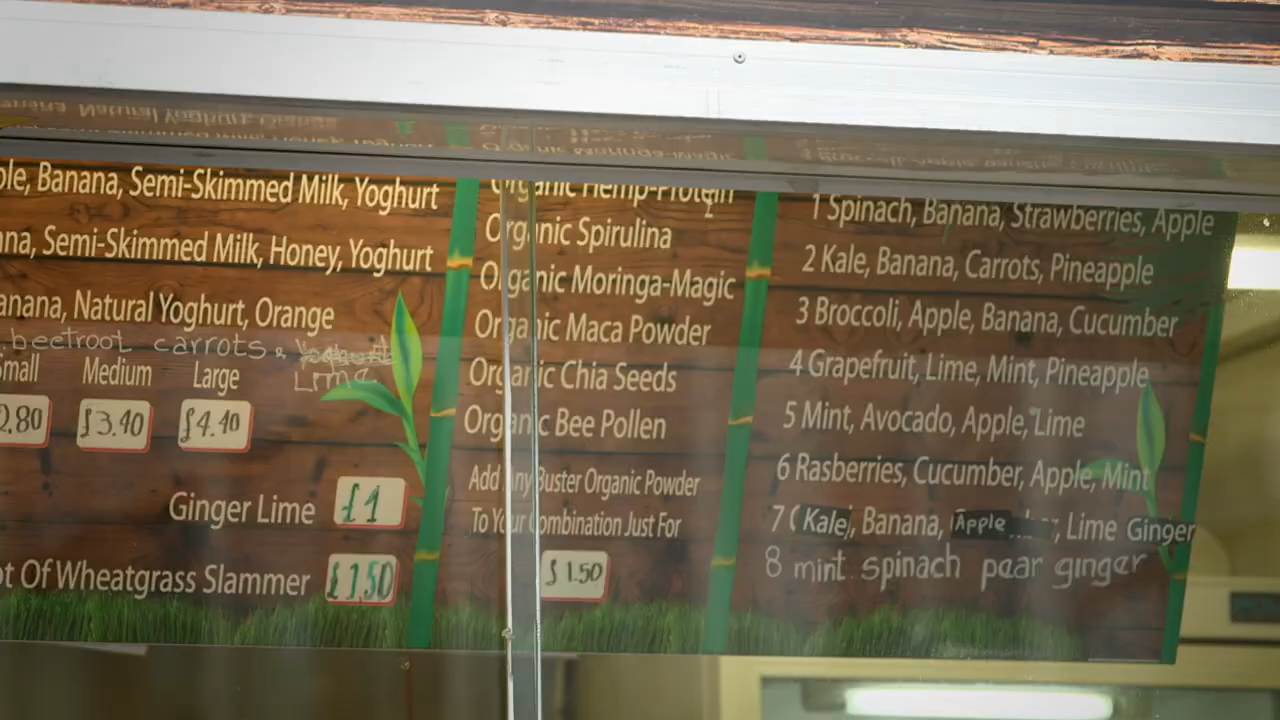 Banana, Semi-Skimmed Milk, Yoghurt
Semi-Skimmed Milk, Honey, Yoghurt
Natural Yoghurt, Orange
beetroot carrots &
Lime
Small Medium Large
£3.40 £4.40
Ginger Lime £1
Of Wheatgrass Slammer £1,50
Organic Hemp-Protein
Organic Spirulina
Organic Moringa-Magic
Organic Maca Powder
Organic Chia Seeds
Organic Bee Pollen
Add Any Buster Organic Powder
To Your Combination Just For
£1.50
1 Spinach, Banana, Strawberries, Apple
2 Kale, Banana, Carrots, Pineapple
3 Broccoli, Apple, Banana, Cucumber
4 Grapefruit, Lime, Mint, Pineapple
5 Mint, Avocado, Apple, Lime
6 Rasberries, Cucumber, Apple, Mint
7 Kale, Banana, Apple, Lime Ginger
8 mint spinach pear ginger